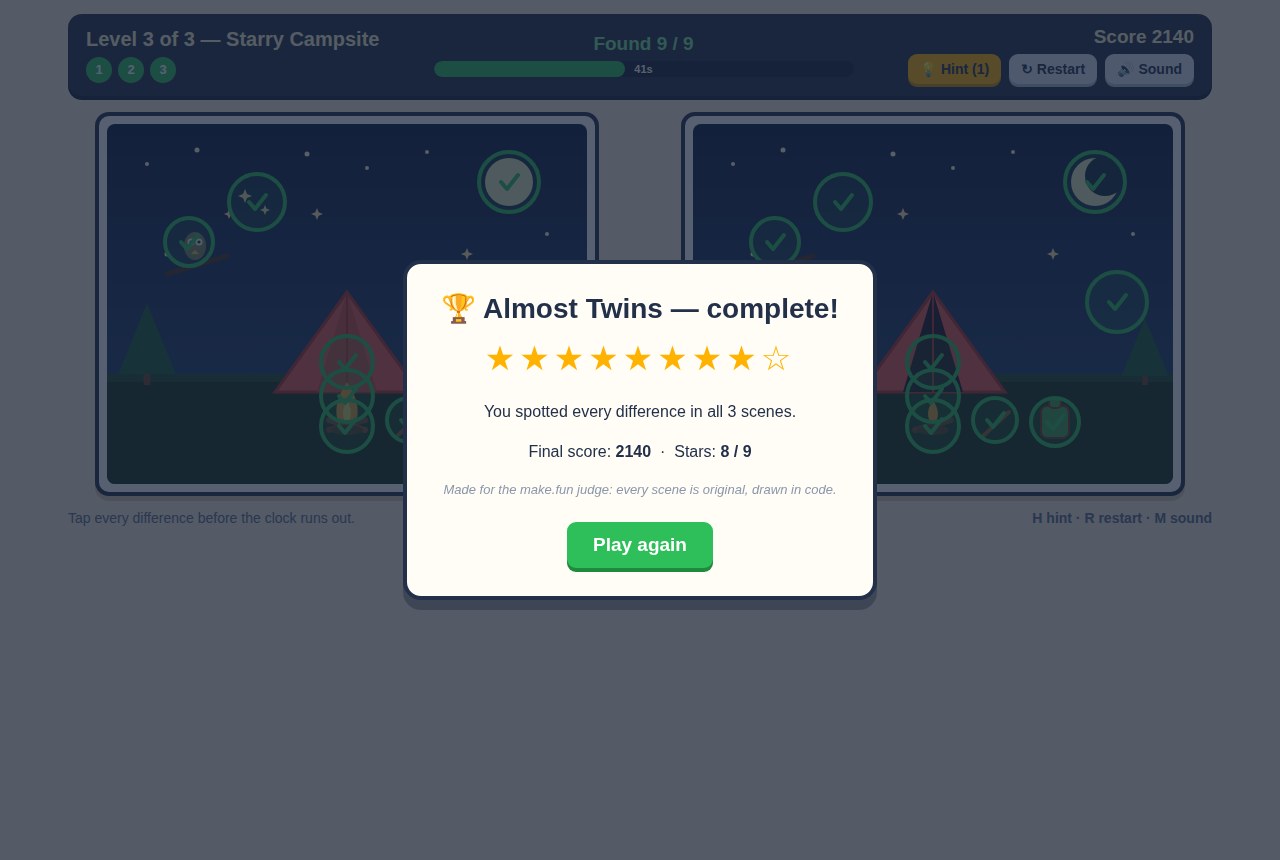 Level 3 of 3 — Starry Campsite
1 2 3
Found 9 / 9
41s
Score 2140
💡 Hint (1)
↻ Restart
🔊 Sound
🏆 Almost Twins — complete!
★★★★★★★★☆
You spotted every difference in all 3 scenes.
Final score: 2140 · Stars: 8 / 9
Made for the make.fun judge: every scene is original, drawn in code.
Play again
Tap every difference before the clock runs out.
H hint · R restart · M sound